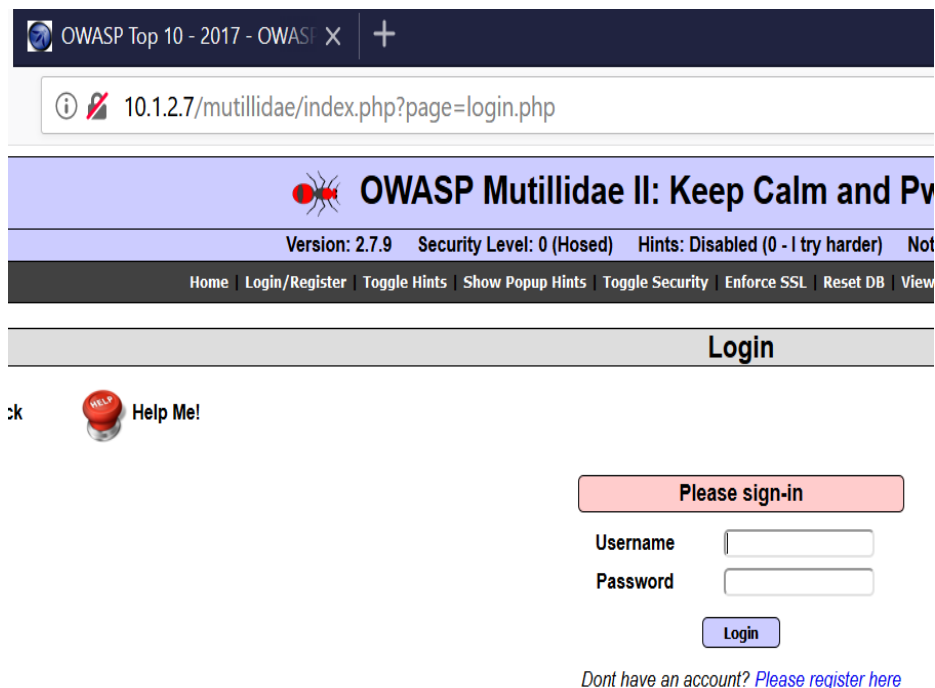 OWASP Top 10 - 2017 - OWASP
10.1.2.7/mutillidae/index.php?page=login.php
OWASP Mutillidae II: Keep Calm and Pw
Version: 2.7.9 Security Level: 0 (Hosed) Hints: Disabled (0 - I try harder) Not
Home | Login/Register | Toggle Hints | Show Popup Hints | Toggle Security | Enforce SSL | Reset DB | View
Login
ck
HELP
Help Me!
Please sign-in
Username
Password
Login
Dont have an account? Please register here